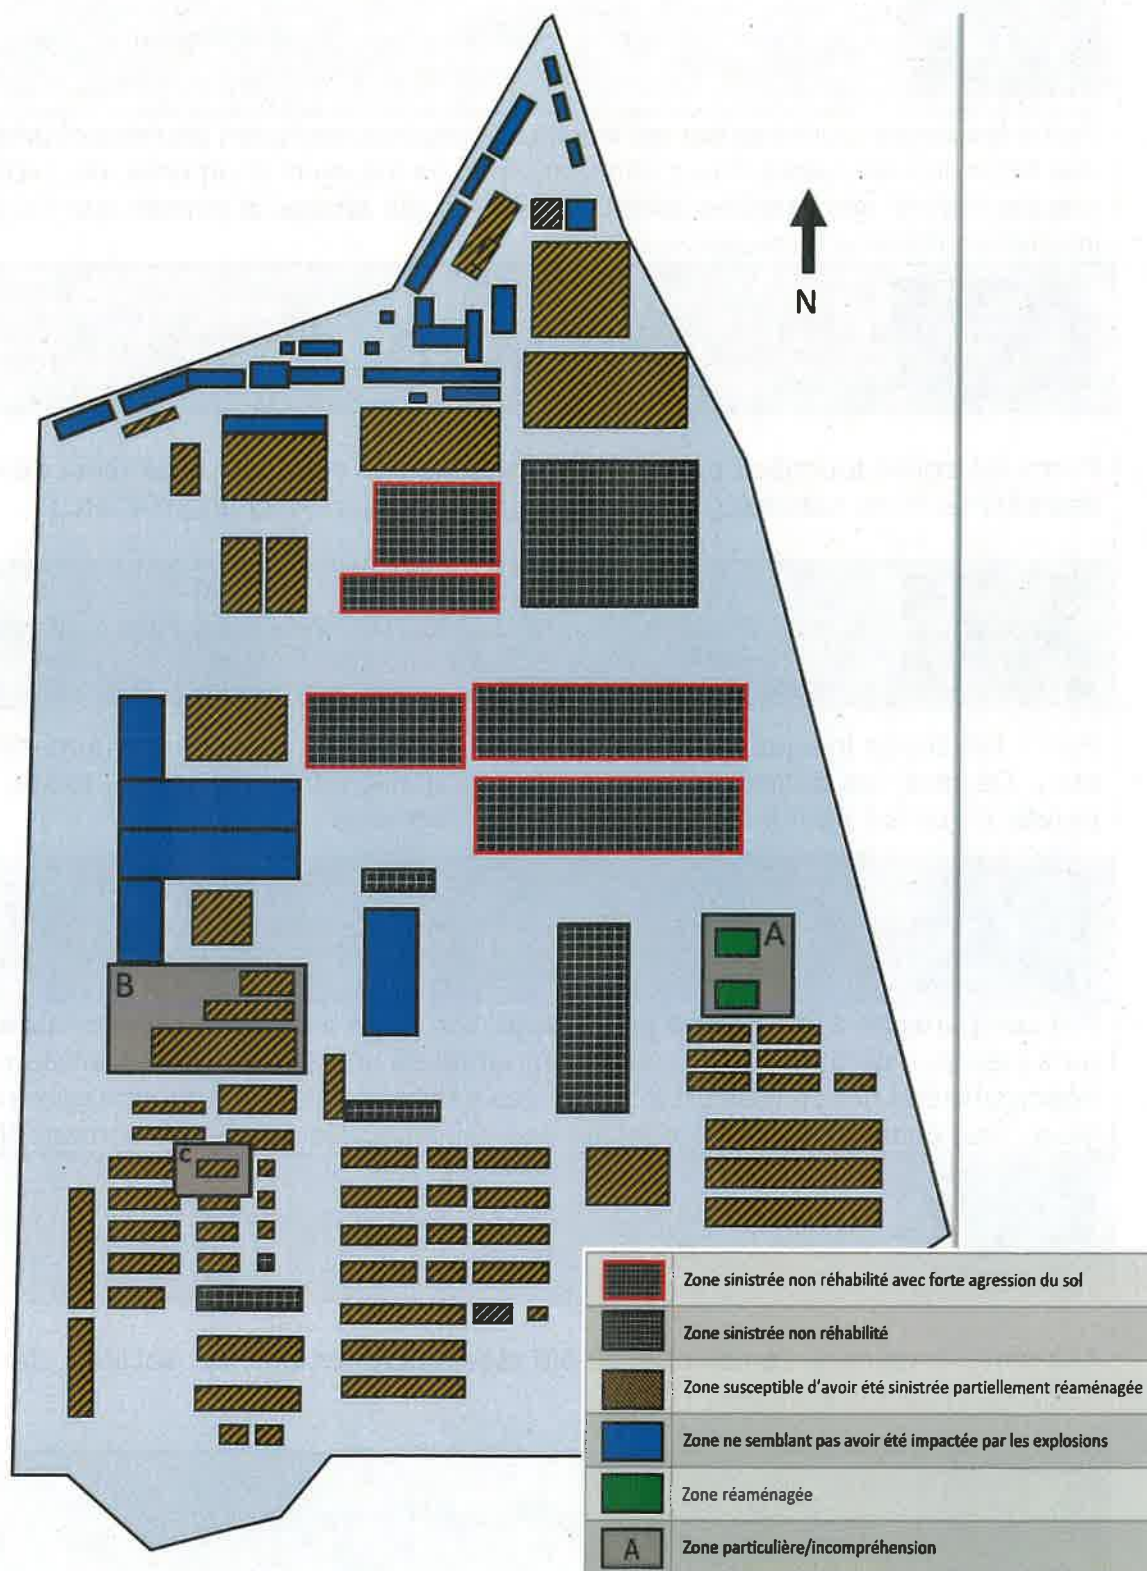 N
A
B
C
Zone sinistrée non réhabilité avec forte agression du sol
Zone sinistrée non réhabilité
Zone susceptible d'avoir été sinistrée partiellement réaménagée
Zone ne semblant pas avoir été impactée par les explosions
Zone réaménagée
A Zone particulière/incompréhension